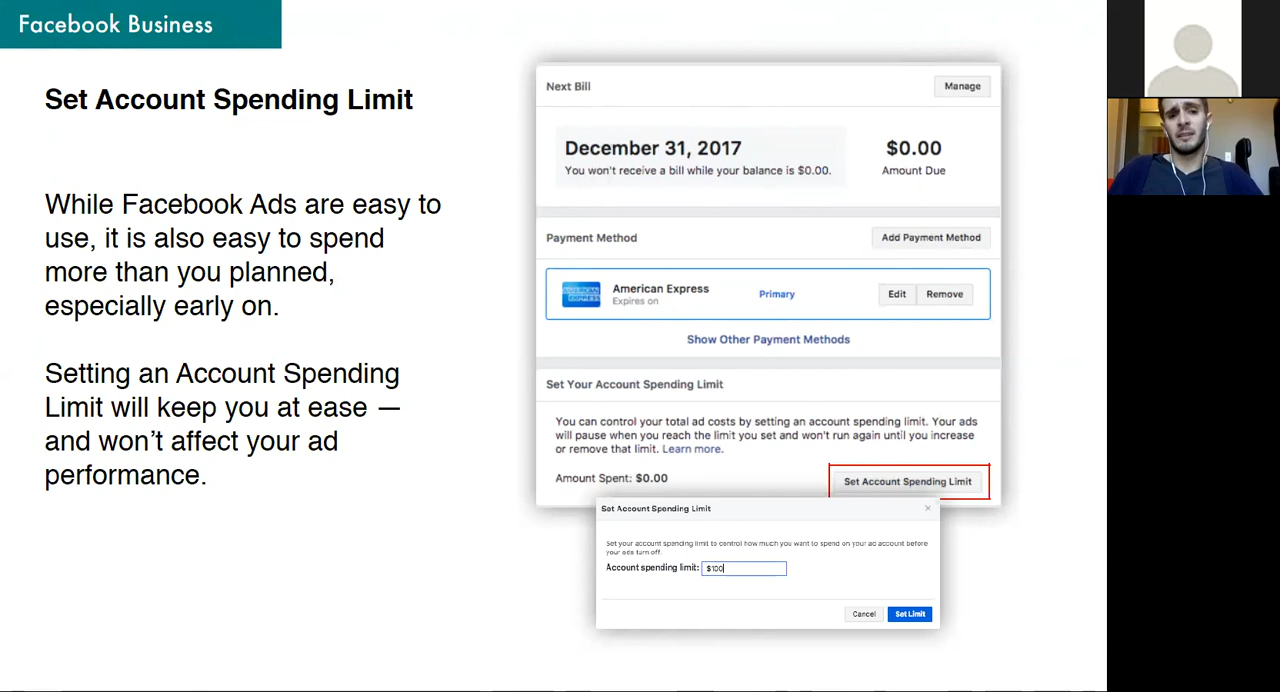 Facebook Business
Set Account Spending Limit
While Facebook Ads are easy to
use, it is also easy to spend
more than you planned,
especially early on.
Setting an Account Spending
Limit will keep you at ease —
and won’t affect your ad
performance.
Next Bill
Manage
December 31, 2017
You won't receive a bill while your balance is $0.00.
$0.00
Amount Due
Payment Method
Add Payment Method
AMERICAN
EXPRESS
American Express
Expires on
Primary
Edit
Remove
Show Other Payment Methods
Set Your Account Spending Limit
You can control your total ad costs by setting an account spending limit. Your ads
will pause when you reach the limit you set and won't run again until you increase
or remove that limit. Learn more.
Amount Spent: $0.00
Set Account Spending Limit
Set Account Spending Limit
Set your account spending limit to control how much you want to spend on your ad account before
your ads turn off.
Account spending limit: $100
Cancel
Set Limit